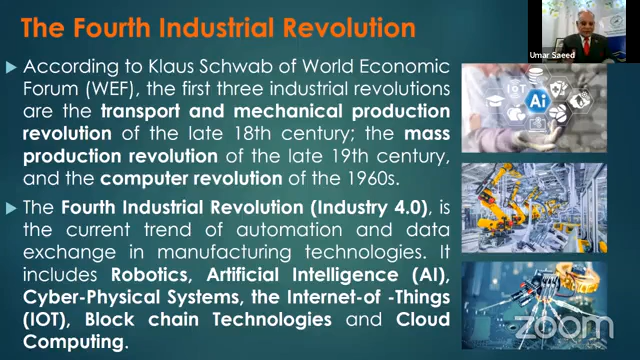 The Fourth Industrial Revolution
Umar Saeed
According to Klaus Schwab of World Economic
Forum (WEF), the first three industrial revolutions
are the transport and mechanical production
revolution of the late 18th century; the mass
production revolution of the late 19th century,
and the computer revolution of the 1960s.
The Fourth Industrial Revolution (Industry 4.0), is
the current trend of automation and data
exchange in manufacturing technologies. It
includes Robotics, Artificial Intelligence (AI),
Cyber-Physical Systems, the Internet-of -Things
(IOT), Block chain Technologies and Cloud
Computing.
IoT
Ai
zoom